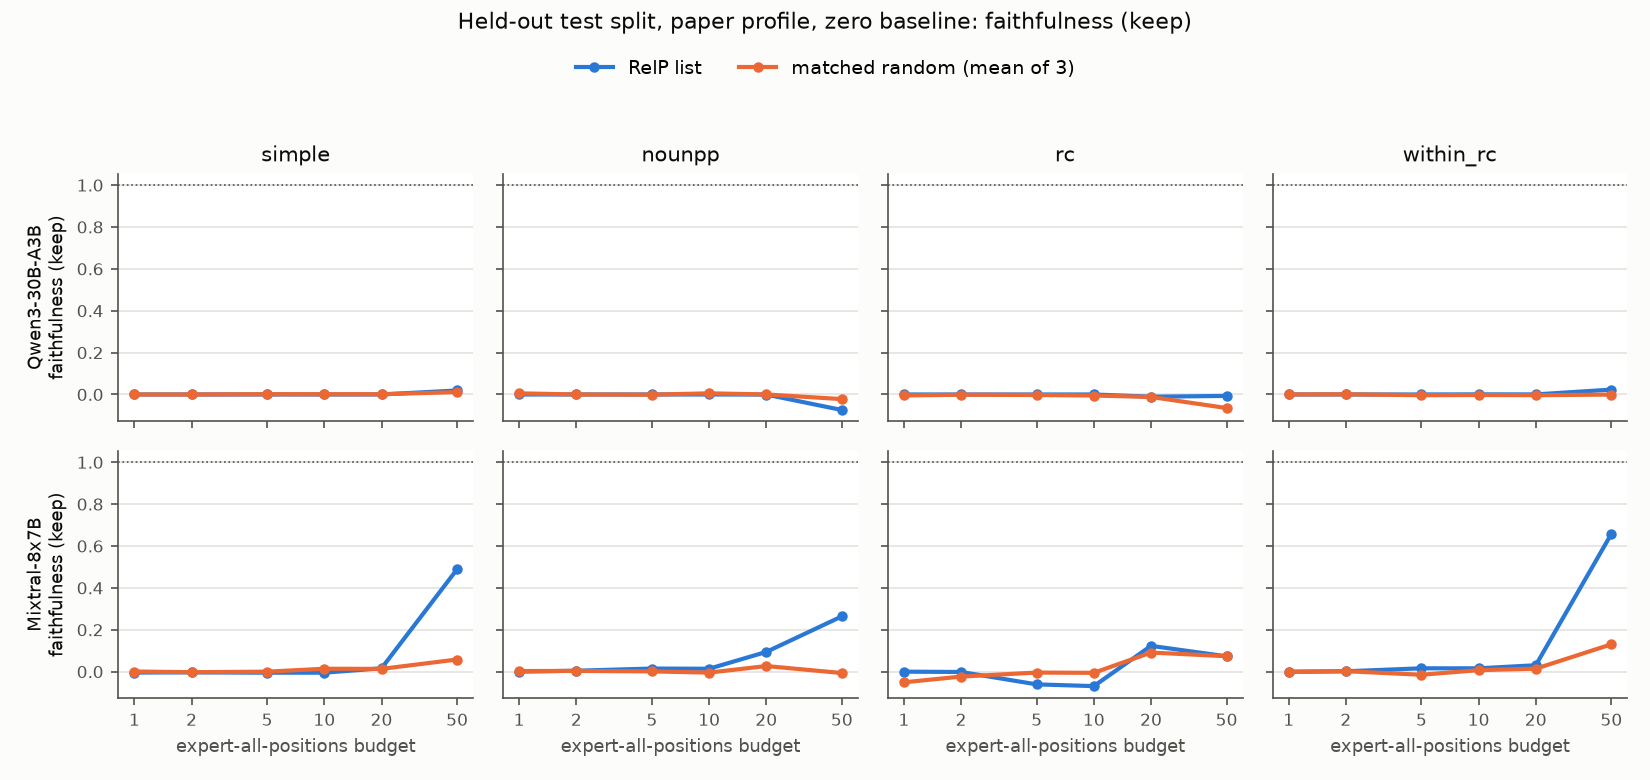 Held-out test split, paper profile, zero baseline: faithfulness (keep)
RelP list
matched random (mean of 3)
simple
nounpp
rc
within_rc
Qwen3-30B-A3B
faithfulness (keep)
1.0
0.8
0.6
0.4
0.2
0.0
Mixtral-8x7B
faithfulness (keep)
1.0
0.8
0.6
0.4
0.2
0.0
1 2 5 10 20 50
1 2 5 10 20 50
1 2 5 10 20 50
1 2 5 10 20 50
expert-all-positions budget
expert-all-positions budget
expert-all-positions budget
expert-all-positions budget